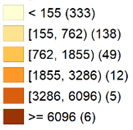 < 155 (333)
[155, 762) (138)
[762, 1855) (49)
[1855, 3286) (12)
[3286, 6096) (5)
>= 6096 (6)